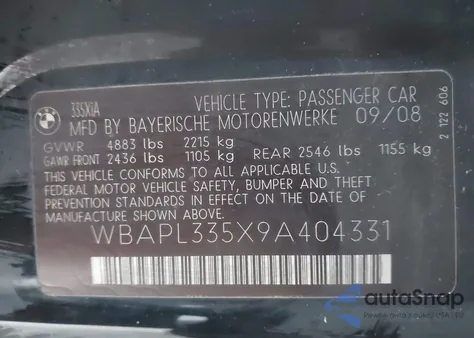 BMW
335XiA
VEHICLE TYPE: PASSENGER CAR
MFD BY BAYERISCHE MOTORENWERKE 09/08
GVWR 4883 lbs 2215 kg
GAWR FRONT 2436 lbs 1105 kg REAR 2546 lbs 1155 kg
THIS VEHICLE CONFORMS TO ALL APPLICABLE U.S.
FEDERAL MOTOR VEHICLE SAFETY, BUMPER AND THEFT
PREVENTION STANDARDS IN EFFECT ON THE DATE OF
MANUFACTURE SHOWN ABOVE
WBAPL335X9A404331
2 122 606
autoSnap